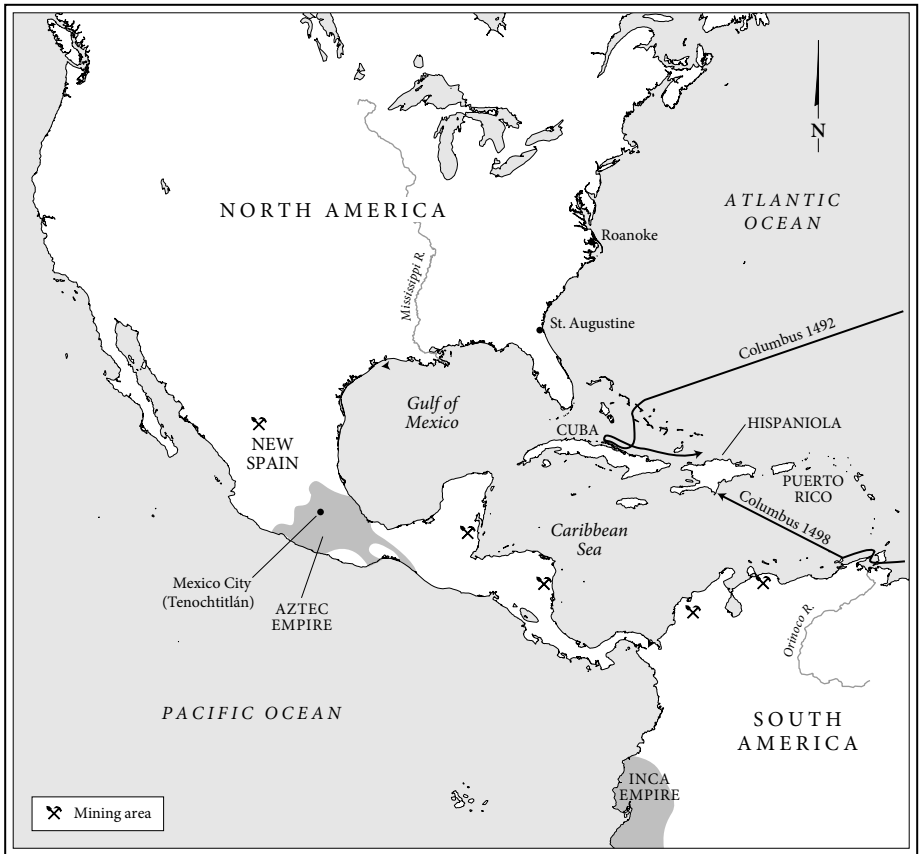 N
NORTH AMERICA
ATLANTIC
OCEAN
Roanoke
Mississippi R.
St. Augustine
Columbus 1492
Gulf of
Mexico
CUBA
HISPANIOLA
NEW
SPAIN
PUERTO
RICO
Columbus 1498
Caribbean
Sea
Mexico City
(Tenochtitlán)
AZTEC
EMPIRE
Orinoco R.
PACIFIC OCEAN
SOUTH
AMERICA
INCA
EMPIRE
Mining area